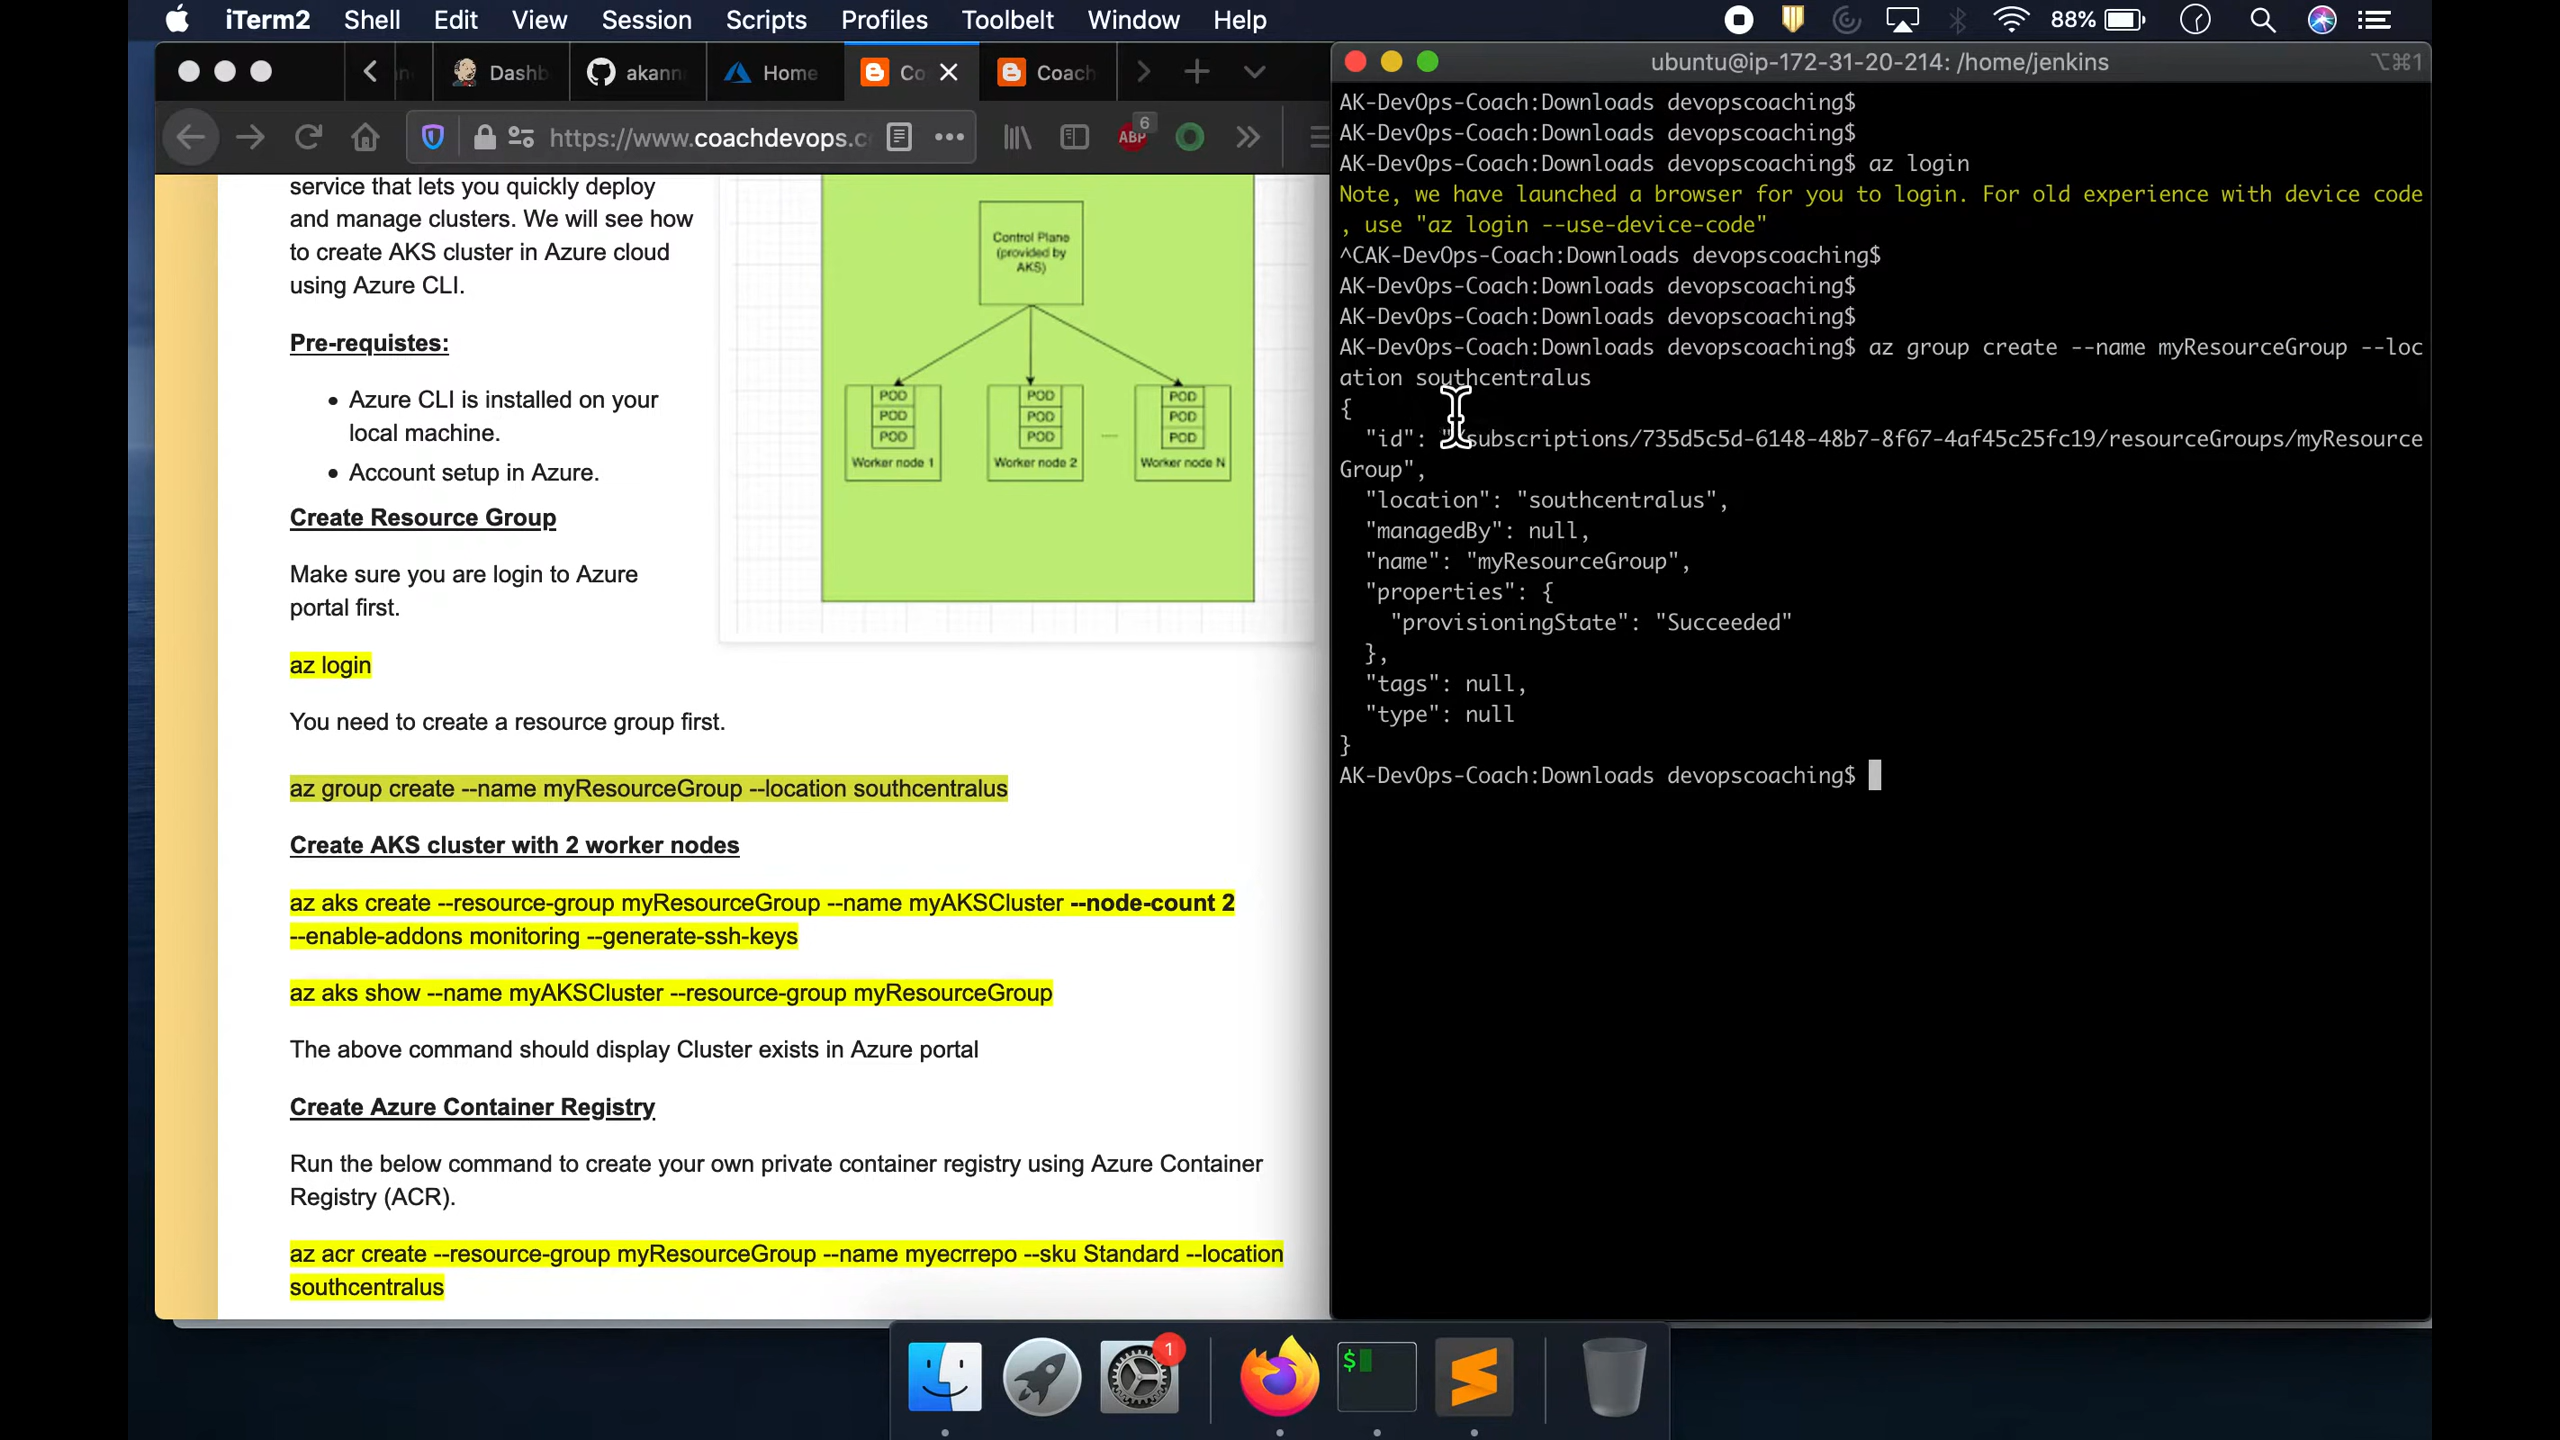 iTerm2 Shell Edit View Session Scripts Profiles Toolbelt Window Help
88%
Dashb
akann
Home
Co
Coach
https://www.coachdevops.c
ABP
6
service that lets you quickly deploy
and manage clusters. We will see how
to create AKS cluster in Azure cloud
using Azure CLI.
Pre-requistes:
Azure CLI is installed on your
local machine.
Account setup in Azure.
Create Resource Group
Make sure you are login to Azure
portal first.
az login
You need to create a resource group first.
az group create --name myResourceGroup --location southcentralus
Create AKS cluster with 2 worker nodes
az aks create --resource-group myResourceGroup --name myAKSCluster --node-count 2
--enable-addons monitoring --generate-ssh-keys
az aks show --name myAKSCluster --resource-group myResourceGroup
The above command should display Cluster exists in Azure portal
Create Azure Container Registry
Run the below command to create your own private container registry using Azure Container
Registry (ACR).
az acr create --resource-group myResourceGroup --name myecrrepo --sku Standard --location
southcentralus
Control Plane
(provided by
AKS)
POD
POD
POD
Worker node 1
POD
POD
POD
Worker node 2
POD
POD
POD
Worker node N
ubuntu@ip-172-31-20-214: /home/jenkins
⌥⌘1
AK-DevOps-Coach:Downloads devopscoaching$
AK-DevOps-Coach:Downloads devopscoaching$
AK-DevOps-Coach:Downloads devopscoaching$ az login
Note, we have launched a browser for you to login. For old experience with device code
, use "az login --use-device-code"
^CAK-DevOps-Coach:Downloads devopscoaching$
AK-DevOps-Coach:Downloads devopscoaching$
AK-DevOps-Coach:Downloads devopscoaching$
AK-DevOps-Coach:Downloads devopscoaching$ az group create --name myResourceGroup --loc
ation southcentralus
{
"id": "/subscriptions/735d5c5d-6148-48b7-8f67-4af45c25fc19/resourceGroups/myResource
Group",
"location": "southcentralus",
"managedBy": null,
"name": "myResourceGroup",
"properties": {
"provisioningState": "Succeeded"
},
"tags": null,
"type": null
}
AK-DevOps-Coach:Downloads devopscoaching$
1
$